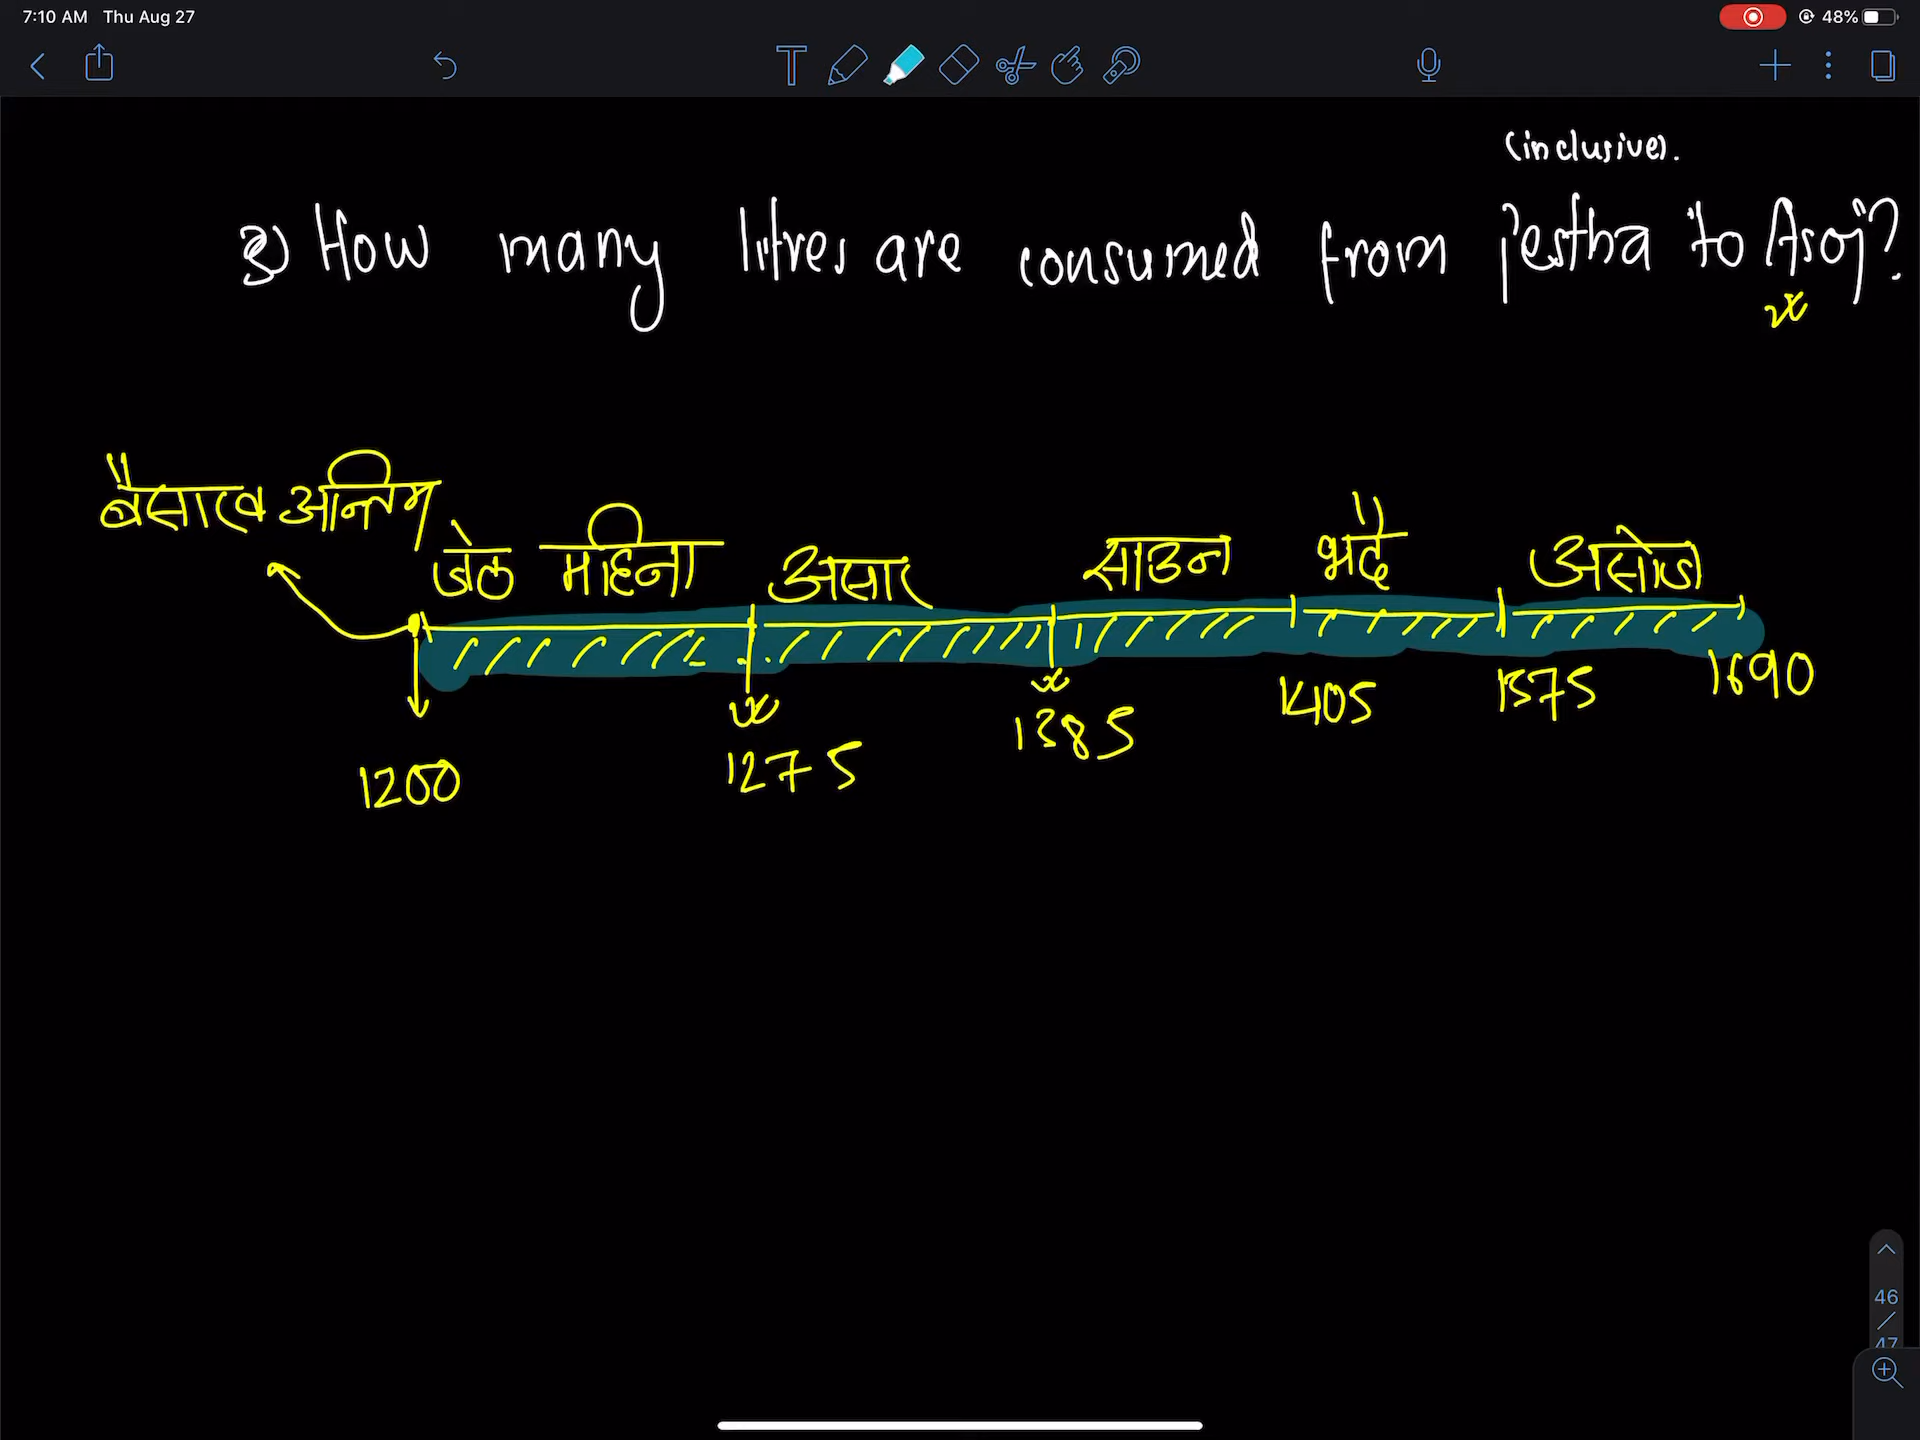 7:10 AM Thu Aug 27
48%
(inclusive).
3) How many litres are consumed from Jestha "to Asoj"?
बैसाख अन्तिम
जेठ महिना असार साउन भदै असोज
1200 1275 1385 1405 1575 1690
46
/
47